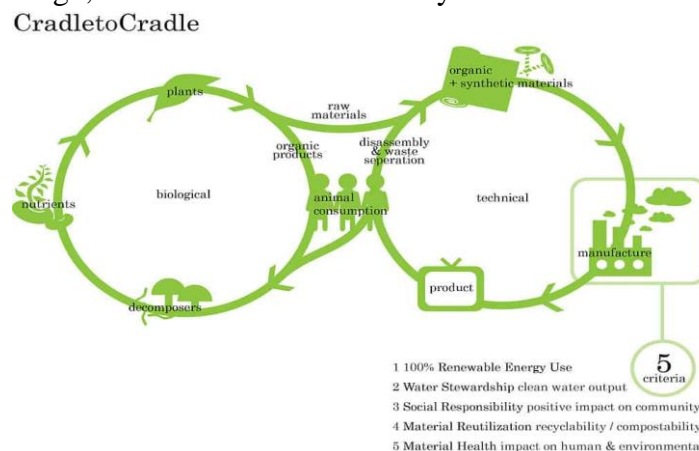 CradletoCradle
plants
raw
materials
organic
+ synthetic materials
organic
products
disassembly
& waste
seperation
nutrients
biological
animal
consumption
technical
manufacture
product
decomposers
5
criteria
1 100% Renewable Energy Use
2 Water Stewardship clean water output
3 Social Responsibility positive impact on community
4 Material Reutilization recyclability / compostability
5 Material Health impact on human & environmenta